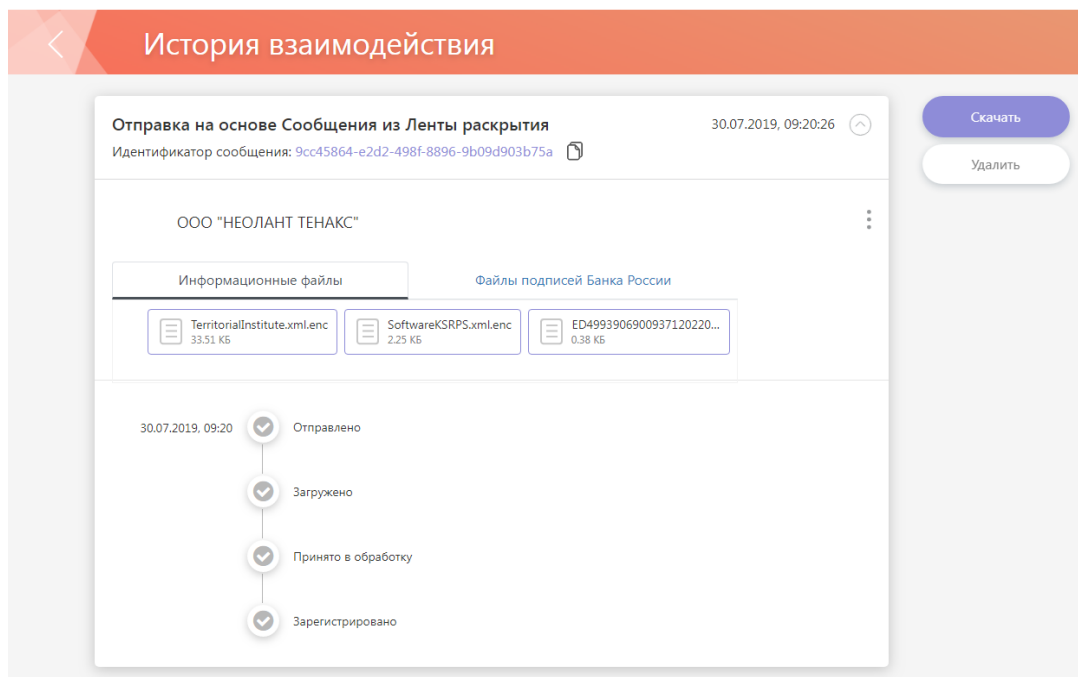 История взаимодействия
Отправка на основе Сообщения из Ленты раскрытия
30.07.2019, 09:20:26
Скачать
Идентификатор сообщения: 9cc45864-e2d2-498f-8896-9b09d903b75a
Удалить
ООО "НЕОЛАНТ ТЕНАКС"
Информационные файлы
Файлы подписей Банка России
TerritorialInstitute.xml.enc
33.51 КБ
SoftwareKSRPS.xml.enc
2.25 КБ
ED4993906900937120220...
0.38 КБ
30.07.2019, 09:20
Отправлено
Загружено
Принято в обработку
Зарегистрировано